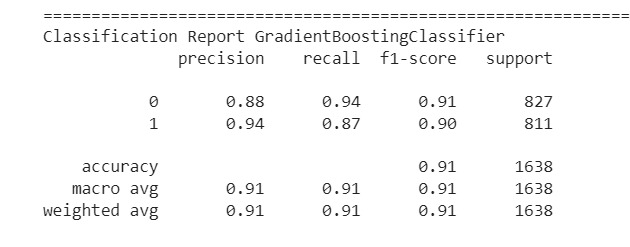 ==============================================================
Classification Report GradientBoostingClassifier
precision recall f1-score support
0 0.88 0.94 0.91 827
1 0.94 0.87 0.90 811
accuracy 0.91 1638
macro avg 0.91 0.91 0.91 1638
weighted avg 0.91 0.91 0.91 1638